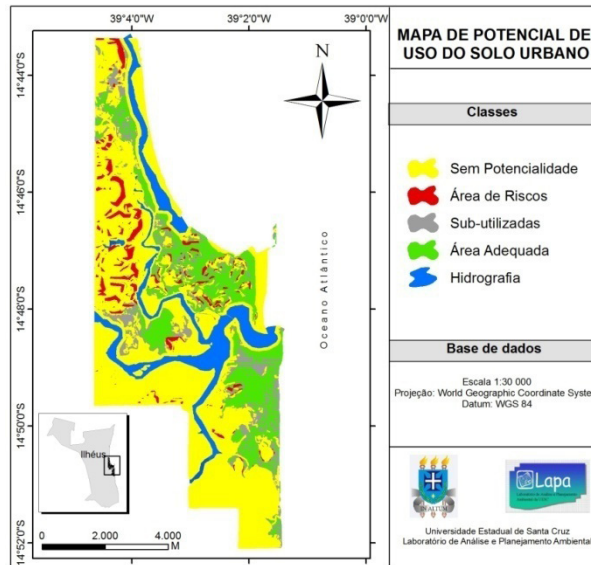 39°4'0"W
39°2'0"W
39°0'0"W
14°44'0"S
14°46'0"S
14°48'0"S
14°50'0"S
14°52'0"S
N
Oceano Atlântico
Ilhéus
0 2.000 4.000
M
MAPA DE POTENCIAL DE
USO DO SOLO URBANO
Classes
Sem Potencialidade
Área de Riscos
Sub-utilizadas
Área Adequada
Hidrografia
Base de dados
Escala 1:30 000
Projeção: World Geographic Coordinate Syste
Datum: WGS 84
Lapa
Universidade Estadual de Santa Cruz
Laboratório de Análise e Planejamento Ambiental